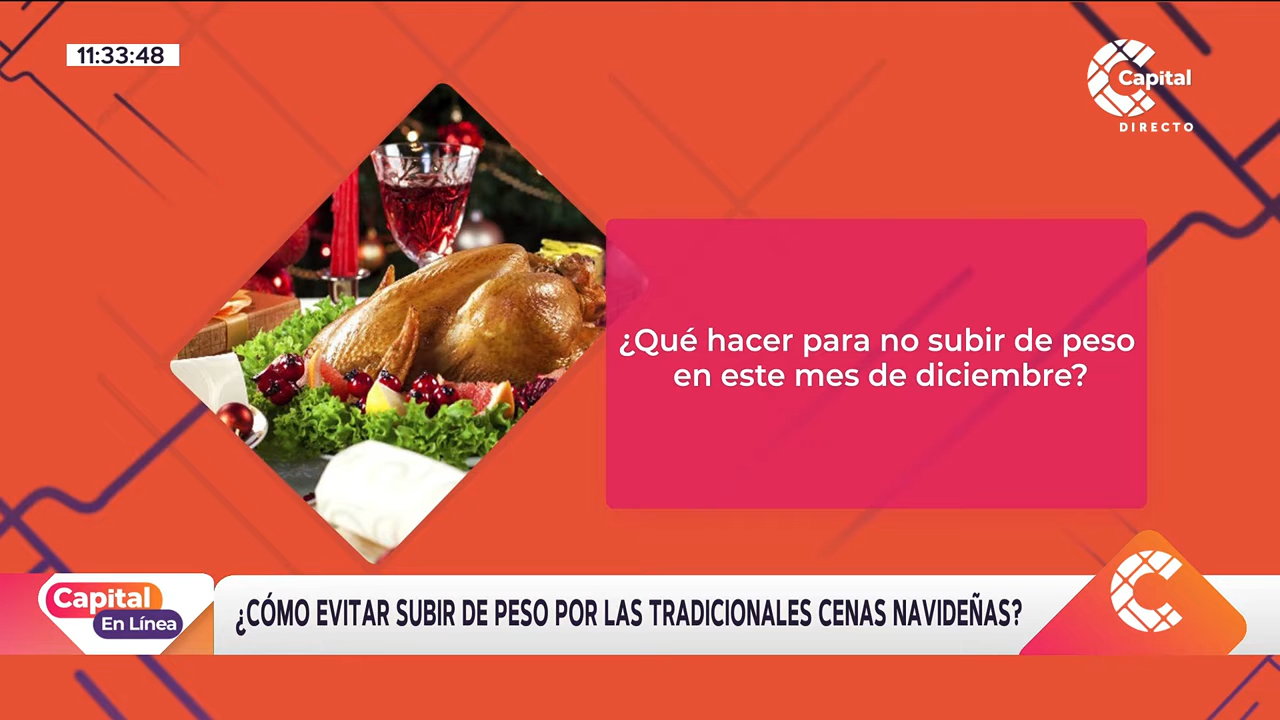 11:33:48
Capital
DIRECTO
¿Qué hacer para no subir de peso
en este mes de diciembre?
Capital
En Línea
¿CÓMO EVITAR SUBIR DE PESO POR LAS TRADICIONALES CENAS NAVIDEÑAS?